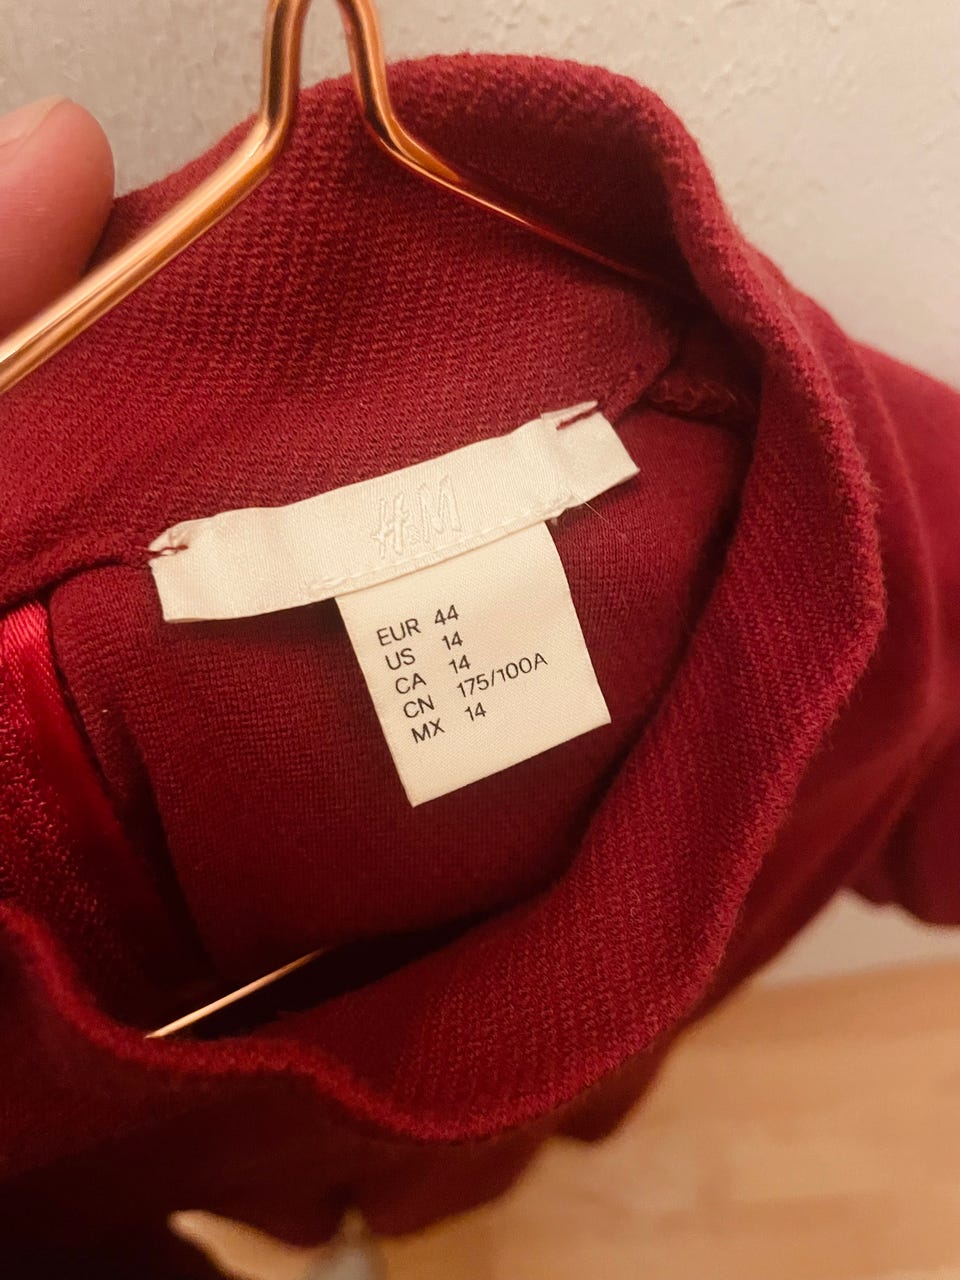 H&M
EUR 44
US 14
CA 14
CN 175/100A
MX 14